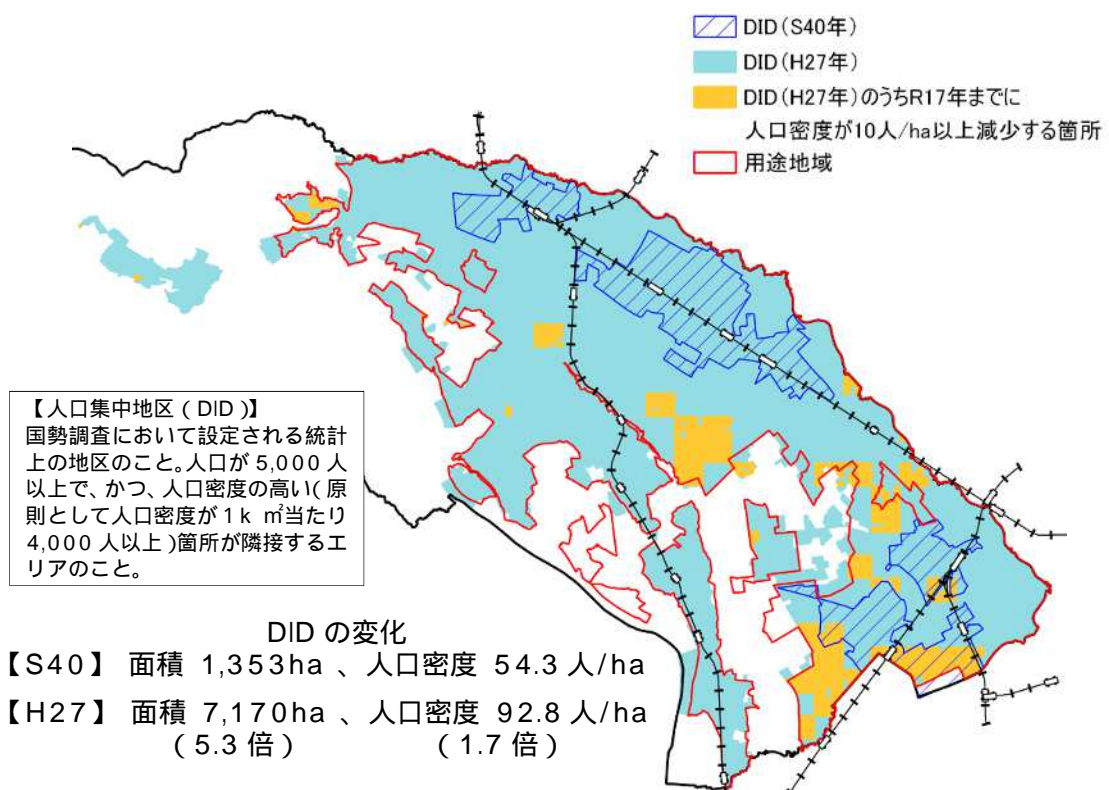 DID(S40年)
DID(H27年)
DID(H27年)のうちR17年までに
人口密度が10人/ha以上減少する箇所
用途地域
【人口集中地区(DID)】
国勢調査において設定される統計
上の地区のこと。人口が5,000人
以上で、かつ、人口密度の高い(原
則として人口密度が1k㎡当たり
4,000人以上)箇所が隣接するエ
リアのこと。
DIDの変化
【S40】 面積 1,353ha 、人口密度 54.3人/ha
【H27】 面積 7,170ha 、人口密度 92.8人/ha
(5.3倍) (1.7倍)